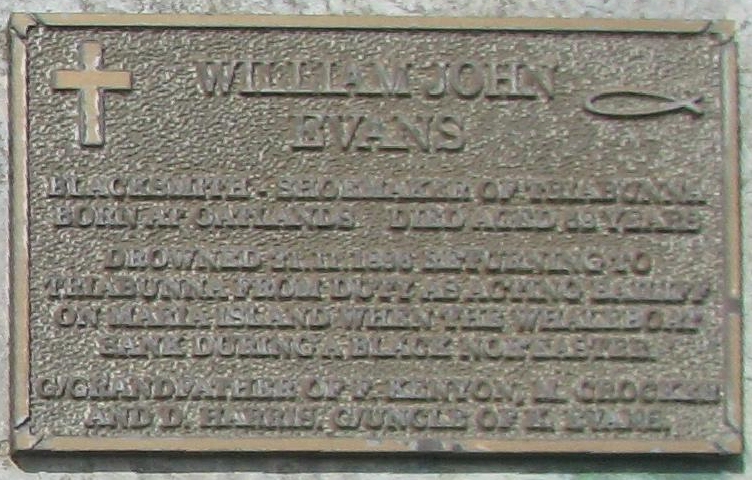 WILLIAM JOHN
EVANS
BLACKSMITH - SHOEMAKER OF TRIABUNNA
BORN AT OATLANDS DIED AGED YEARS
DROWNED RETURNING TO
TRIABUNNA FROM DUTY AS ACTING BAILIFF
ON MARIA ISLAND WHEN THE WHALEBOAT
SANK DURING A BLACK NOR'EASTER
G/GRANDFATHER OF F. KENYON, M. CROCKER
AND D. HARRIS. G/UNCLE OF K. EVANS.